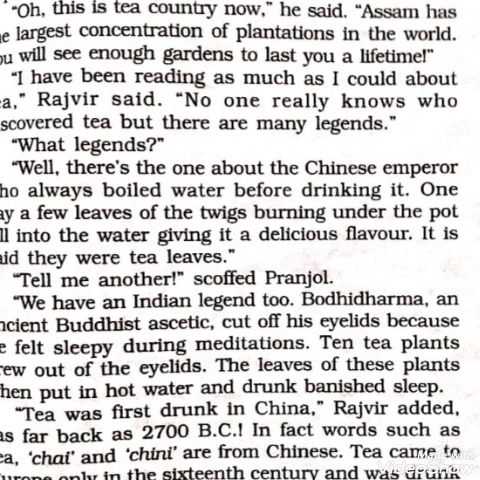 "Oh, this is tea country now," he said. "Assam has
largest concentration of plantations in the world.
will see enough gardens to last you a lifetime!"
"I have been reading as much as I could about
Rajvir said. "No one really knows who
scovered tea but there are many legends."
"What legends?"
"Well, there's the one about the Chinese emperor
ho always boiled water before drinking it. One
ay a few leaves of the twigs burning under the pot
ll into the water giving it a delicious flavour. It is
aid they were tea leaves."
"Tell me another!" scoffed Pranjol.
"We have an Indian legend too. Bodhidharma, an
ncient Buddhist ascetic, cut off his eyelids because
e felt sleepy during meditations. Ten tea plants
rew out of the eyelids. The leaves of these plants
hen put in hot water and drunk banished sleep.
"Tea was first drunk in China," Rajvir added,
as far back as 2700 B.C.! In fact words such as
ea, 'chai' and 'chini' are from Chinese. Tea came to
urope only in the sixteenth century and was drunk
VideoShow